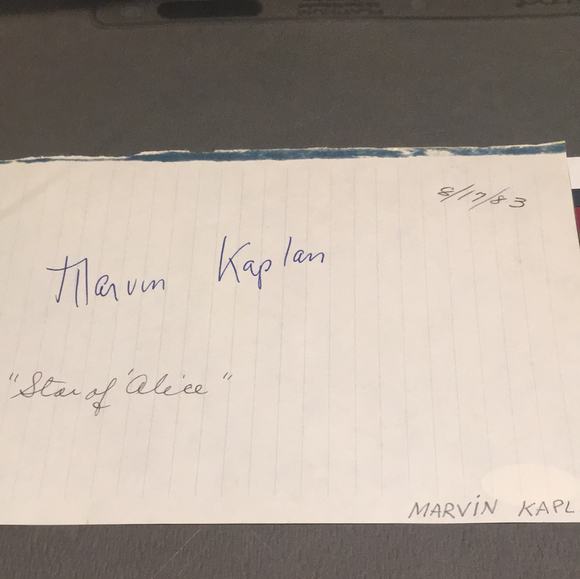 8/17/83
Marvin Kaplan
"Star of 'Alice"
MARVIN KAPL